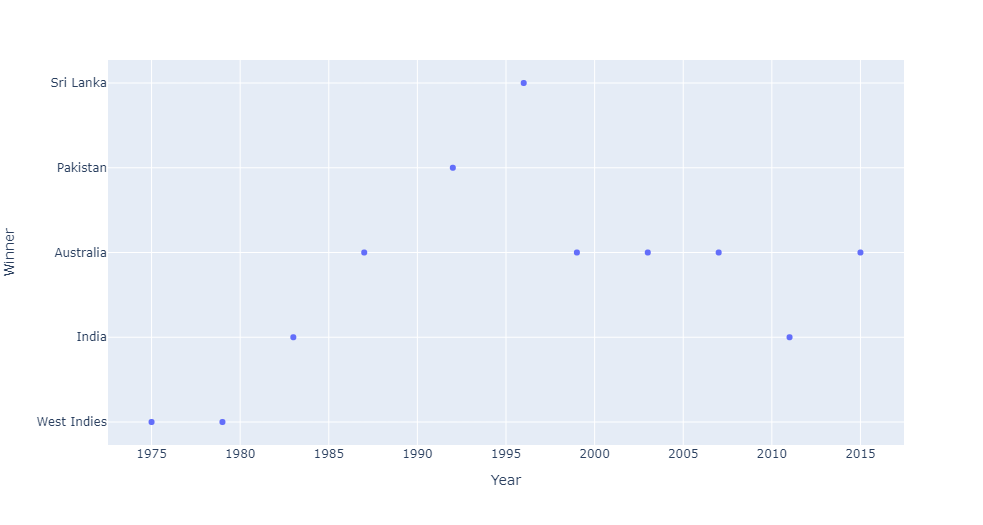 Sri Lanka
Pakistan
Australia
India
West Indies
Winner
1975 1980 1985 1990 1995 2000 2005 2010 2015
Year